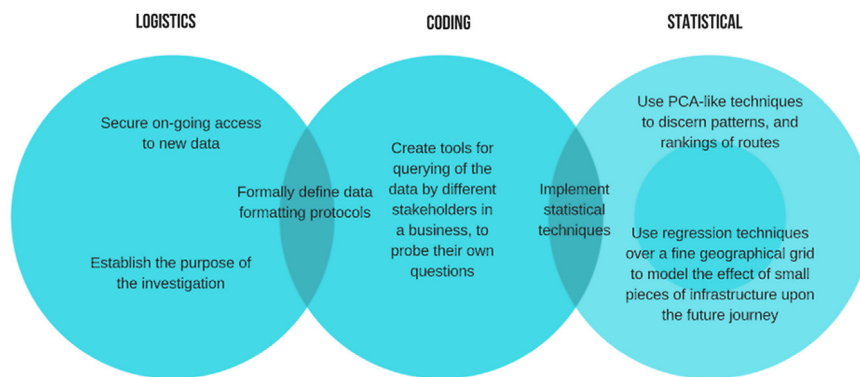 LOGISTICS
CODING
STATISTICAL
Secure on-going access
to new data
Establish the purpose of
the investigation
Formally define data
formatting protocols
Create tools for
querying of the
data by different
stakeholders in
a business, to
probe their own
questions
Implement
statistical
techniques
Use PCA-like techniques
to discern patterns, and
rankings of routes
Use regression techniques
over a fine geographical grid
to model the effect of small
pieces of infrastructure upon
the future journey